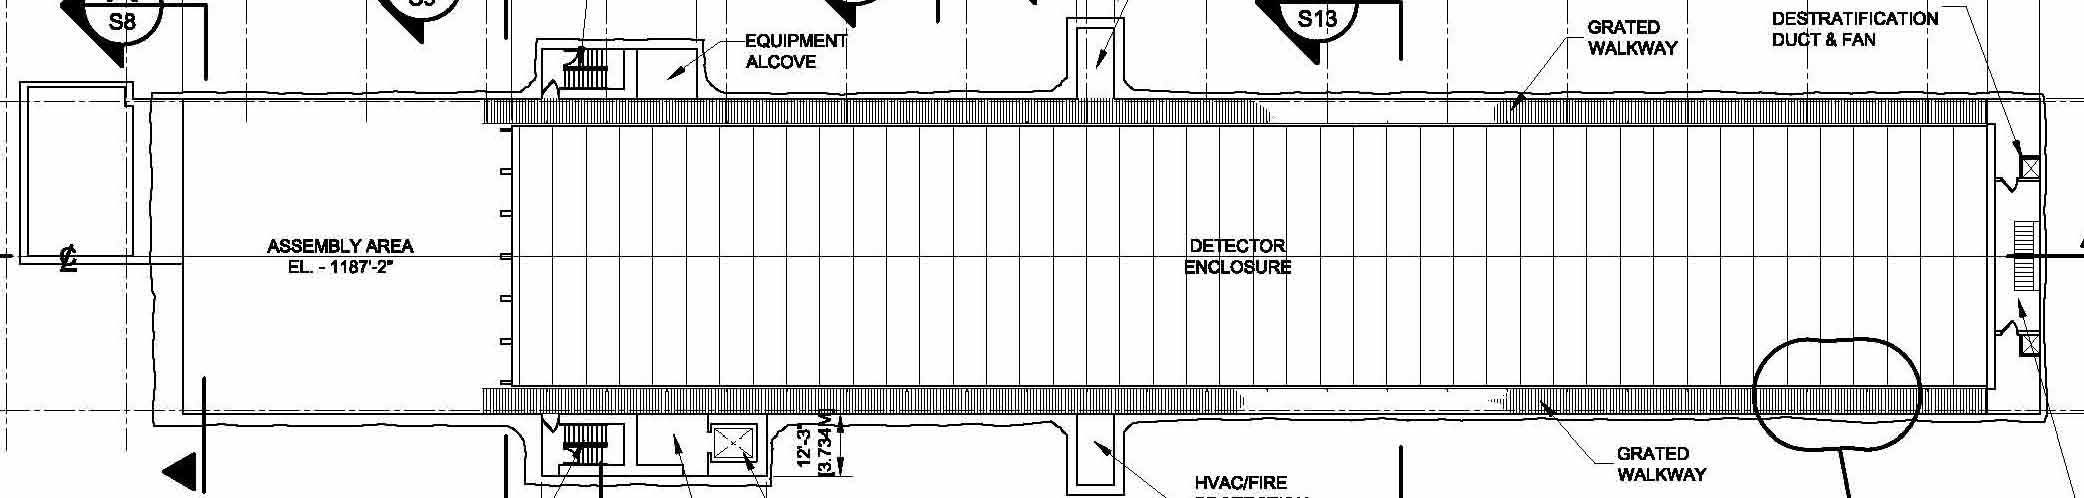 S8
S13
GRATED
WALKWAY
DESTRATIFICATION
DUCT & FAN
EQUIPMENT
ALCOVE
ASSEMBLY AREA
EL. - 1187'-2"
DETECTOR
ENCLOSURE
12'-3"
[3.734M]
HVAC/FIRE
GRATED
WALKWAY